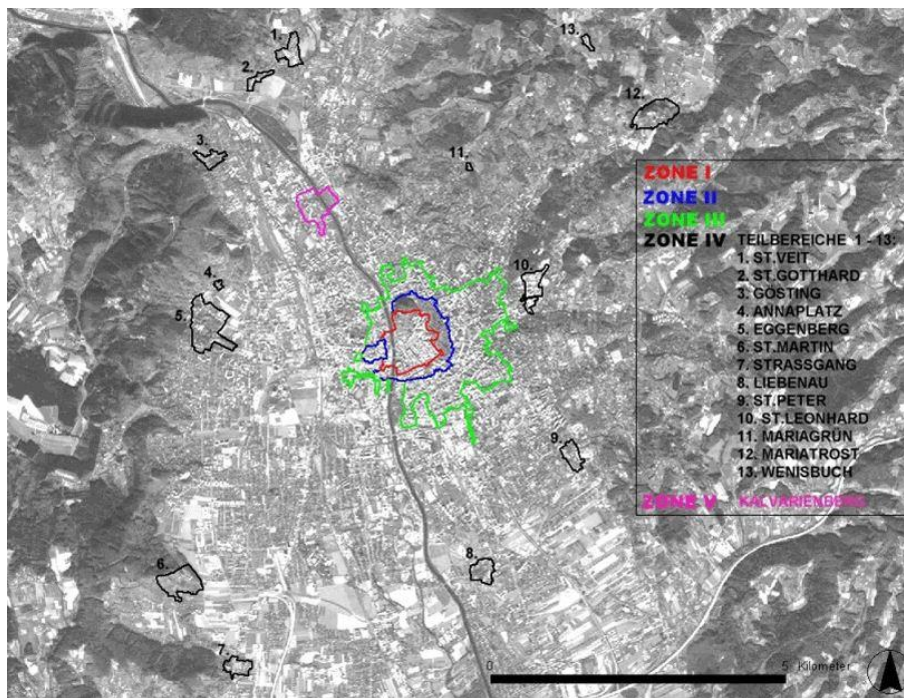 1.
2.
13.
12.
3.
11.
4.
5.
10.
9.
8.
6.
7.
ZONE I
ZONE II
ZONE III
ZONE IV TEILBEREICHE 1 - 13:
1. ST.VEIT
2. ST.GOTTHARD
3. GÖSTING
4. ANNAPLATZ
5. EGGENBERG
6. ST.MARTIN
7. STRASSGANG
8. LIEBENAU
9. ST.PETER
10. ST.LEONHARD
11. MARIAGRÜN
12. MARIATROST
13. WENISBUCH
ZONE V KALVARIENBERG
0 5 Kilometer